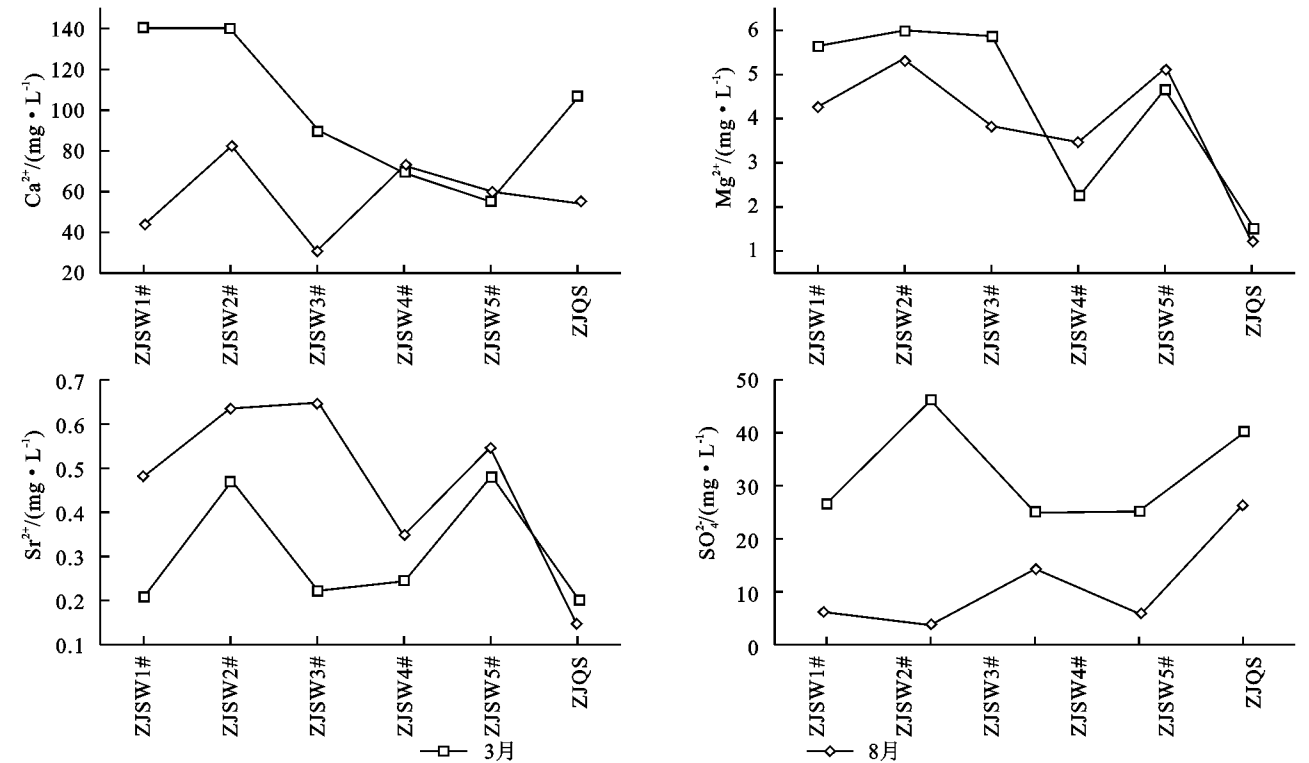 Ca²⁺/(mg·L⁻¹)
140
120
100
80
60
40
20
ZJSW1#
ZJSW2#
ZJSW3#
ZJSW4#
ZJSW5#
ZJQS
Mg²⁺/(mg·L⁻¹)
6
5
4
3
2
1
ZJSW1#
ZJSW2#
ZJSW3#
ZJSW4#
ZJSW5#
ZJQS
Sr²⁺/(mg·L⁻¹)
0.7
0.6
0.5
0.4
0.3
0.2
0.1
ZJSW1#
ZJSW2#
ZJSW3#
ZJSW4#
ZJSW5#
ZJQS
SO₄²⁻/(mg·L⁻¹)
50
40
30
20
10
0
ZJSW1#
ZJSW2#
ZJSW3#
ZJSW4#
ZJSW5#
ZJQS
3月
8月